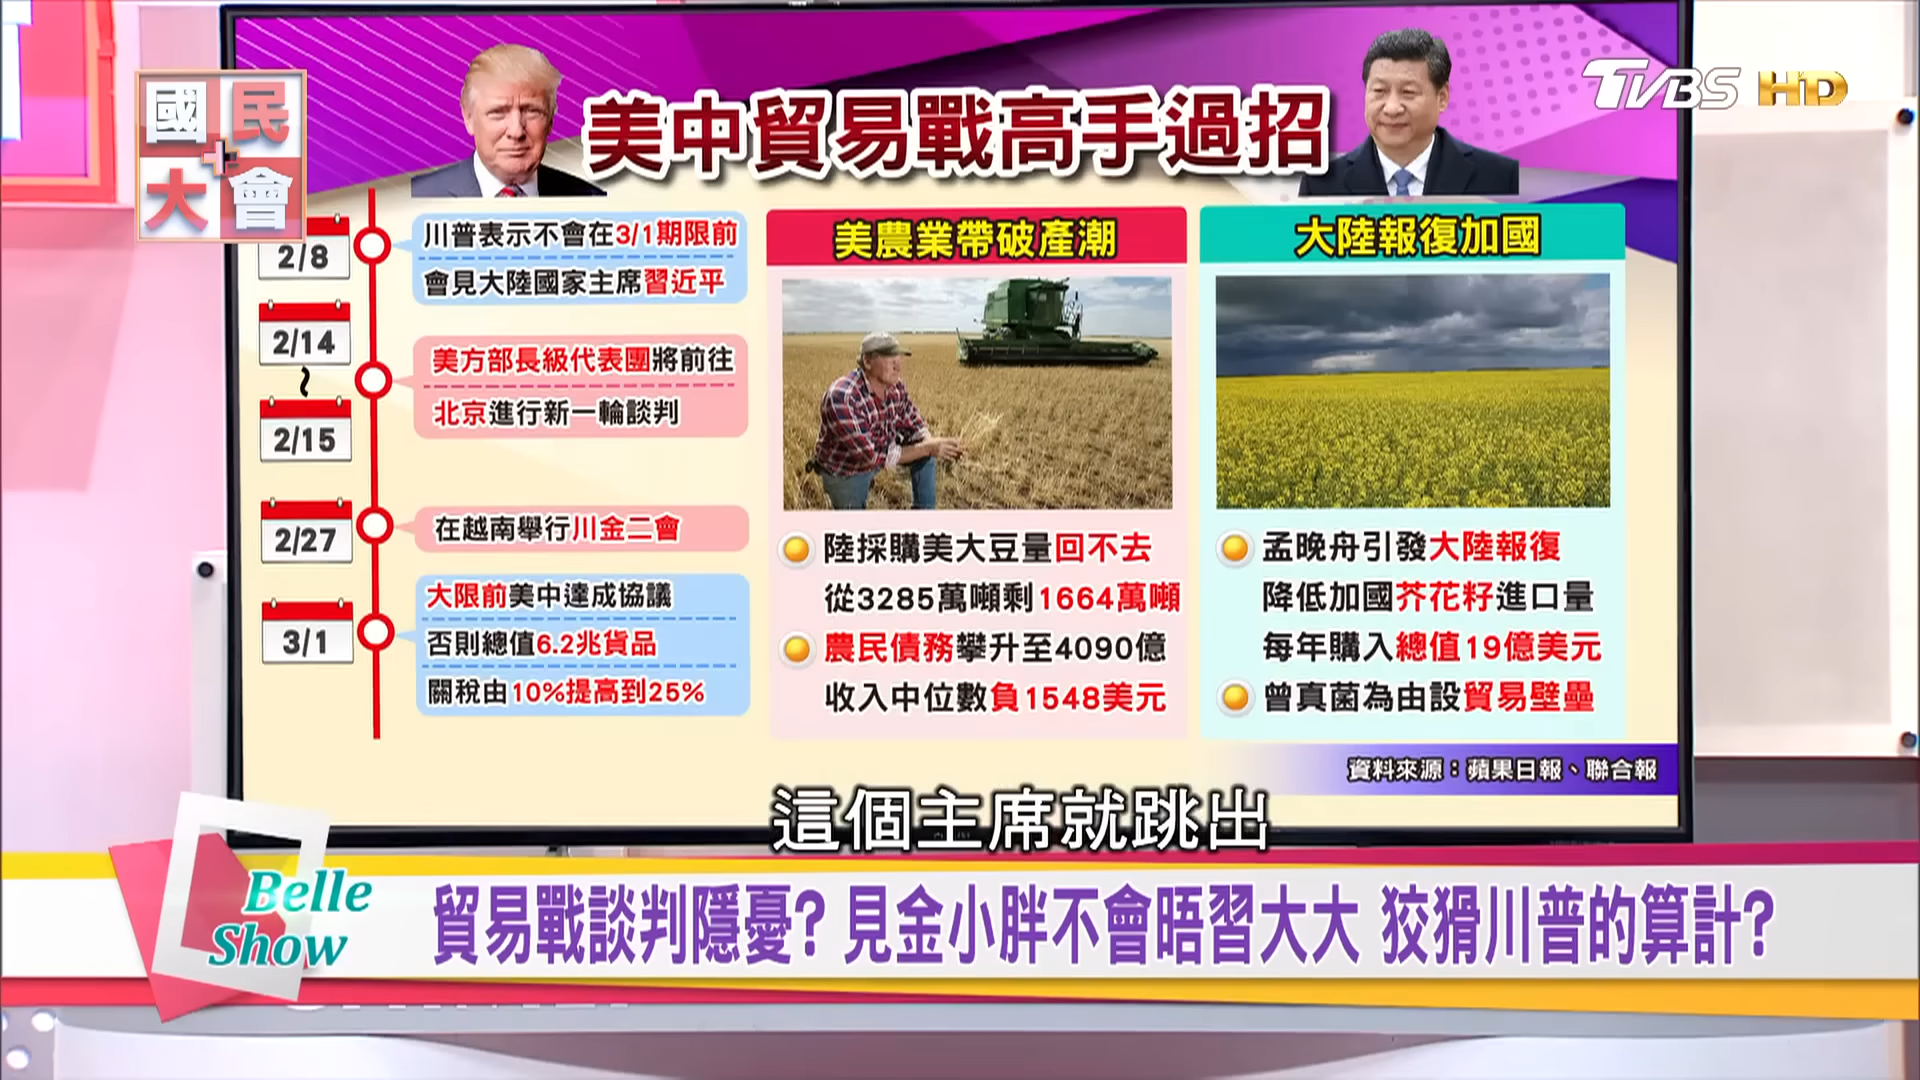 國民
大會
TVBS HD
美中貿易戰高手過招
2/8
川普表示不會在3/1期限前
會見大陸國家主席習近平
2/14
~
2/15
美方部長級代表團將前往
北京進行新一輪談判
2/27
在越南舉行川金二會
3/1
大限前美中達成協議
否則總值6.2兆貨品
關稅由10%提高到25%
美農業帶破產潮
陸採購美大豆量回不去
從3285萬噸剩1664萬噸
農民債務攀升至4090億
收入中位數負1548美元
大陸報復加國
孟晚舟引發大陸報復
降低加國芥花籽進口量
每年購入總值19億美元
曾真菌為由設貿易壁壘
資料來源：蘋果日報、聯合報
這個主席就跳出
Belle
Show
貿易戰談判隱憂? 見金小胖不會晤習大大 狡猾川普的算計?